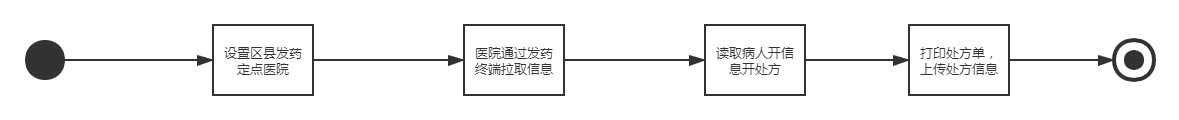 设置区县发药
定点医院
医院通过发药
终端拉取信息
读取病人开信
息开处方
打印处方单，
上传处方信息